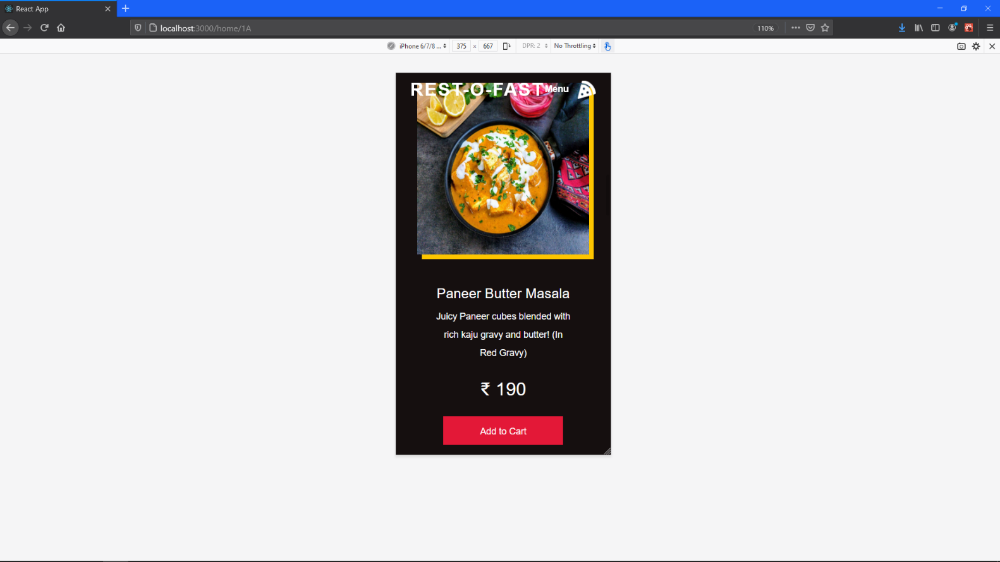 React App
localhost:3000/home/1A
110%
iPhone 6/7/8 ...
375 × 667
DPR: 2
No Throttling
REST-O-FAST
Menu
Paneer Butter Masala
Juicy Paneer cubes blended with
rich kaju gravy and butter! (In
Red Gravy)
₹ 190
Add to Cart